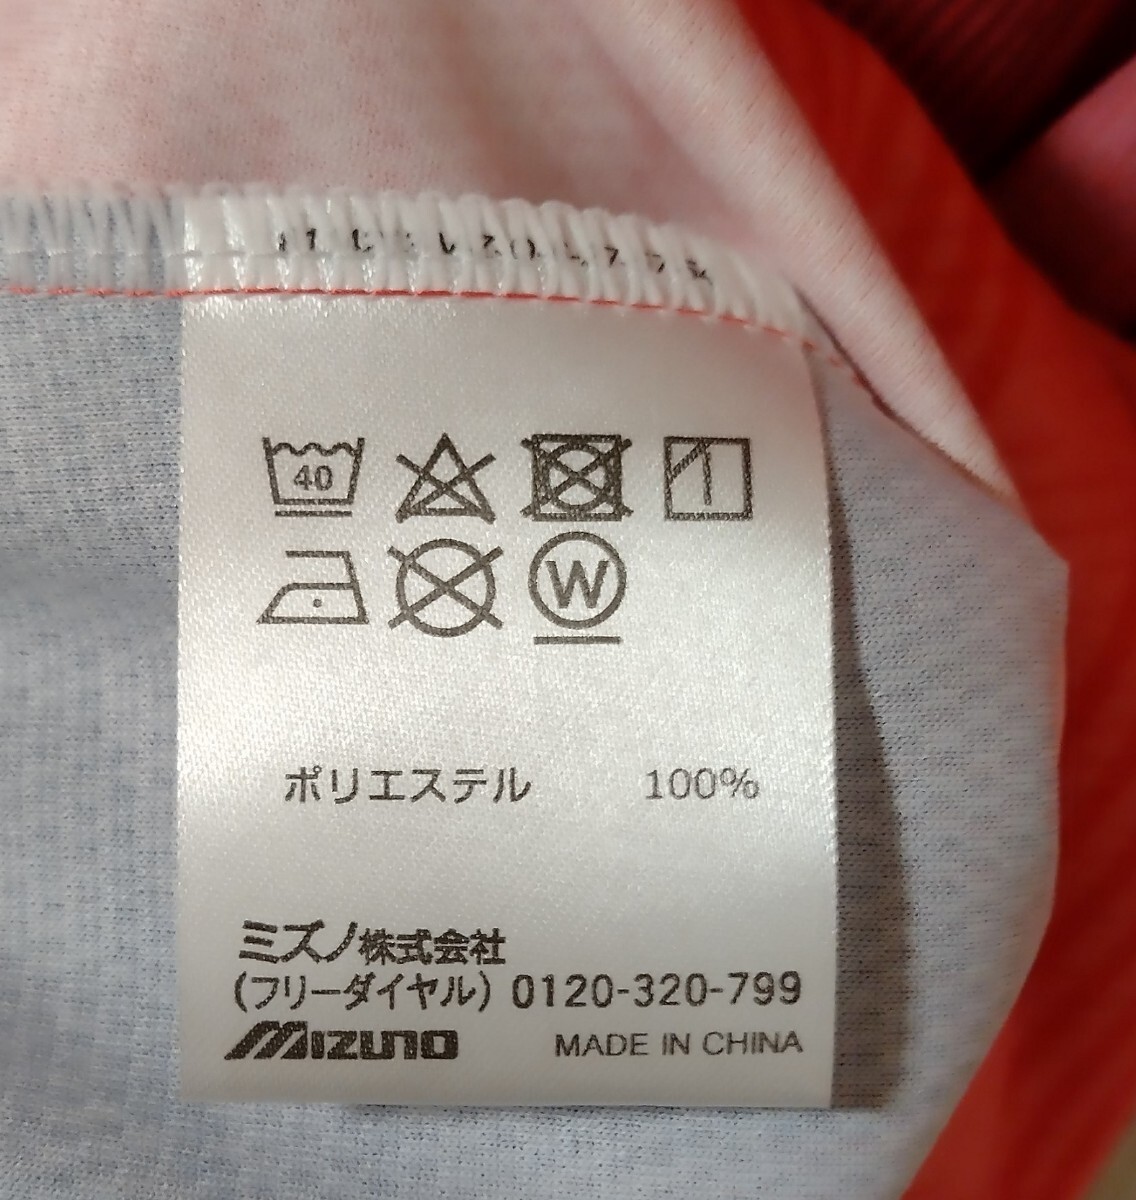 40
W
ポリエステル 100%
ミズノ株式会社
(フリーダイヤル) 0120-320-799
MIZUNO MADE IN CHINA